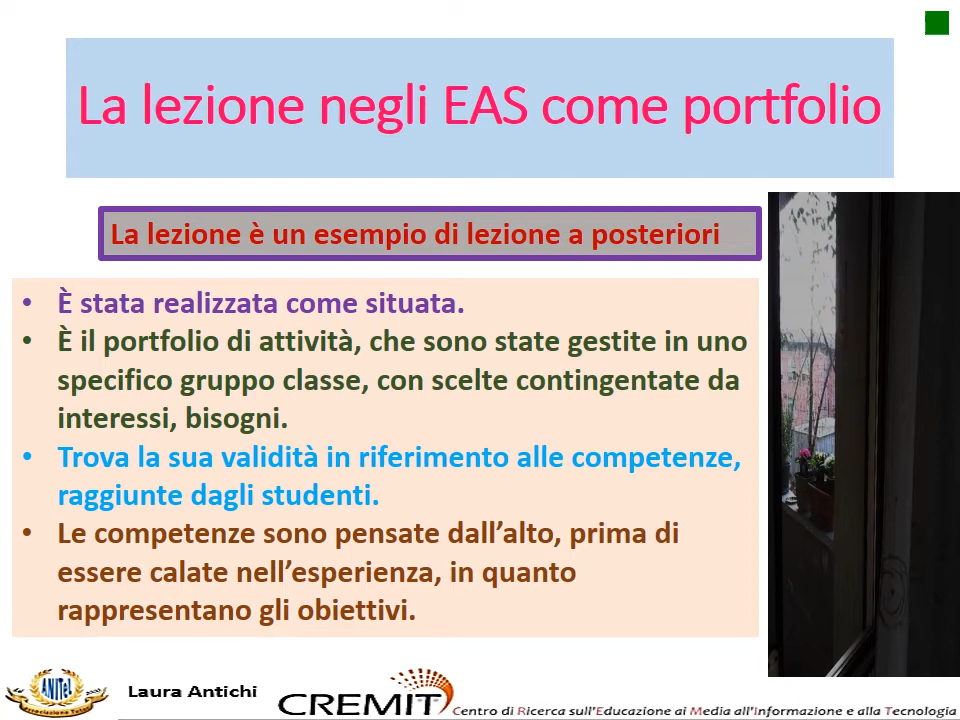 La lezione negli EAS come portfolio
La lezione è un esempio di lezione a posteriori
• È stata realizzata come situata.
• È il portfolio di attività, che sono state gestite in uno
specifico gruppo classe, con scelte contingentate da
interessi, bisogni.
• Trova la sua validità in riferimento alle competenze,
raggiunte dagli studenti.
• Le competenze sono pensate dall’alto, prima di
essere calate nell’esperienza, in quanto
rappresentano gli obiettivi.
ANITeL
Associazione Tutor
Laura Antichi
CREMIT
Centro di Ricerca sull'Educazione ai Media all'Informazione e alla Tecnologia